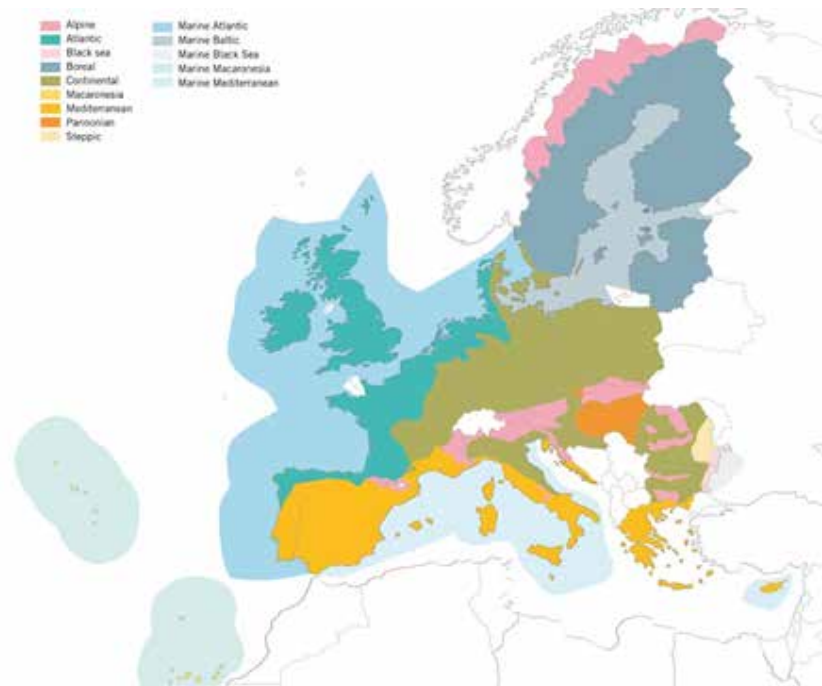 Alpine
Atlantic
Black sea
Boreal
Continental
Macaronesia
Mediterranean
Pannonian
Steppic
Marine Atlantic
Marine Baltic
Marine Black Sea
Marine Macaronesia
Marine Mediterranean